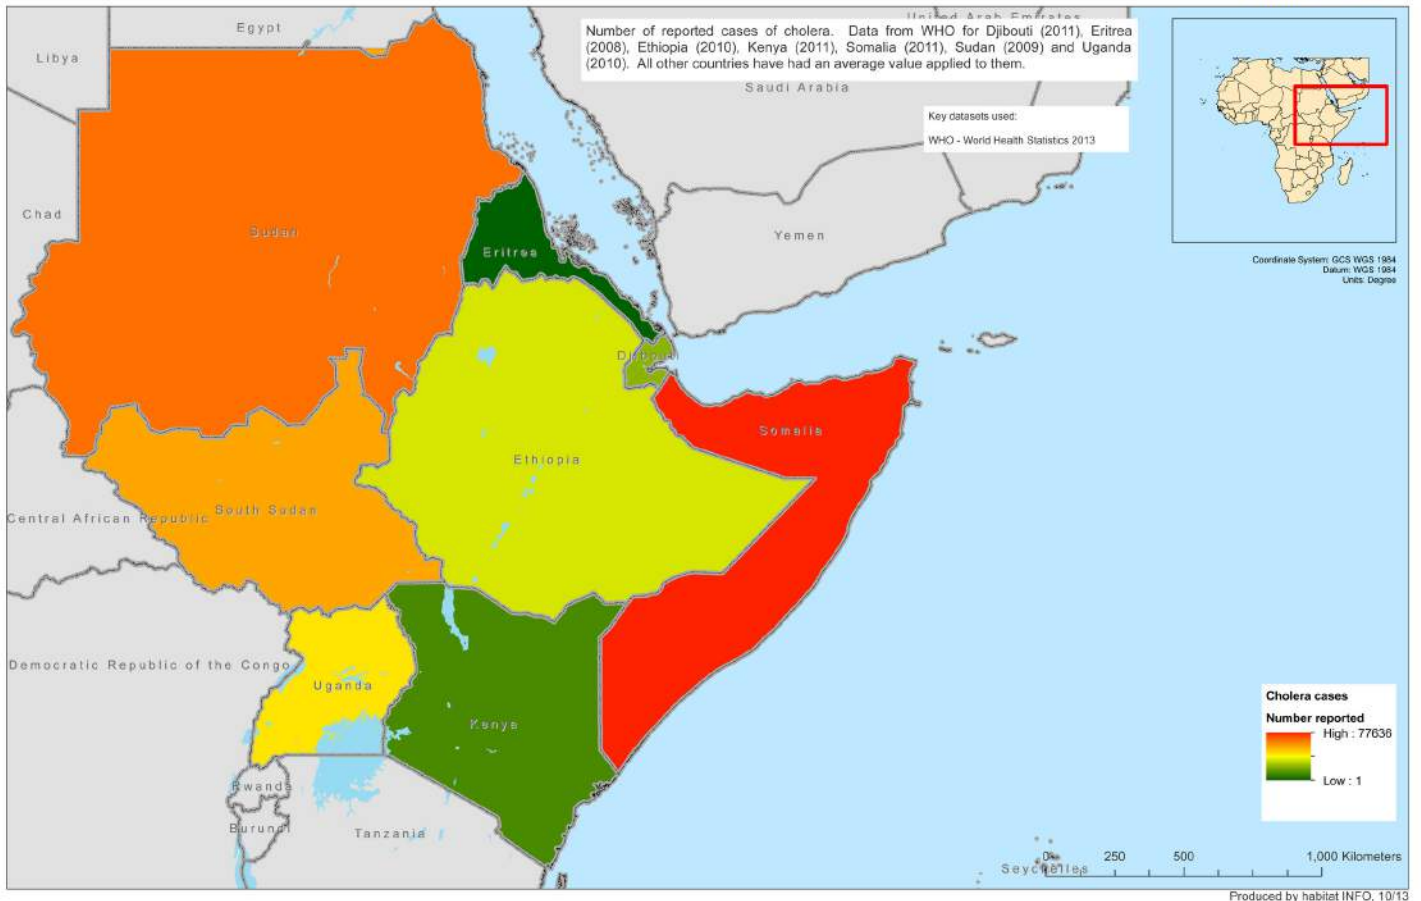 Egypt
United Arab Emirates
Number of reported cases of cholera. Data from WHO for Djibouti (2011), Eritrea
(2008), Ethiopia (2010), Kenya (2011), Somalia (2011), Sudan (2009) and Uganda
(2010). All other countries have had an average value applied to them.
Libya
Saudi Arabia
Key datasets used:
WHO - World Health Statistics 2013
Chad
Sudan
Eritrea
Yemen
Coordinate System: GCS WGS 1984
Datum: WGS 1984
Units: Degree
Djibouti
Somalia
Ethiopia
South Sudan
Central African Republic
Democratic Republic of the Congo
Uganda
Kenya
Cholera cases
Number reported
High : 77636
Low : 1
Rwanda
Burundi
Tanzania
Seychelles
0 250 500 1,000 Kilometers
Produced by habitat INFO, 10/13